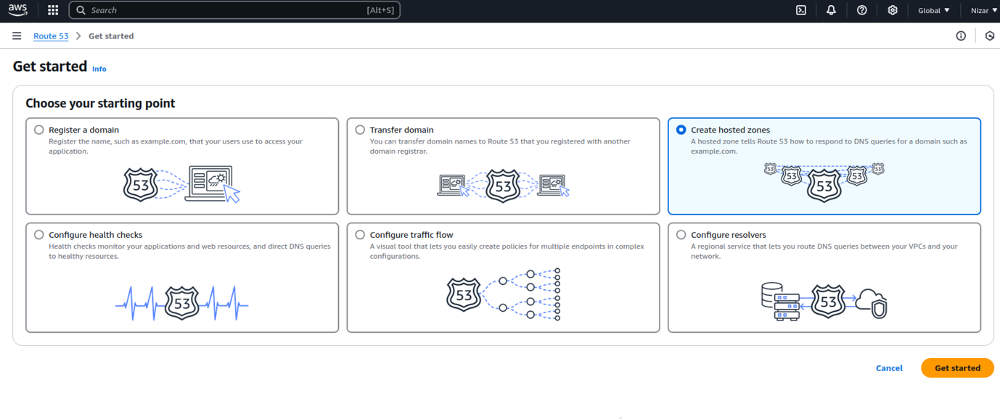 aws
Search [Alt+S]
Global ▼ Nizar ▼
Route 53 > Get started
Get started Info
Choose your starting point
Register a domain
Register the name, such as example.com, that your users use to access your
application.
53
Transfer domain
You can transfer domain names to Route 53 that you registered with another
domain registrar.
53
Create hosted zones
A hosted zone tells Route 53 how to respond to DNS queries for a domain such as
example.com.
53 53 53 53 53
Configure health checks
Health checks monitor your applications and web resources, and direct DNS queries
to healthy resources.
53
Configure traffic flow
A visual tool that lets you easily create policies for multiple endpoints in complex
configurations.
53
Configure resolvers
A regional service that lets you route DNS queries between your VPCs and your
network.
53
Cancel Get started